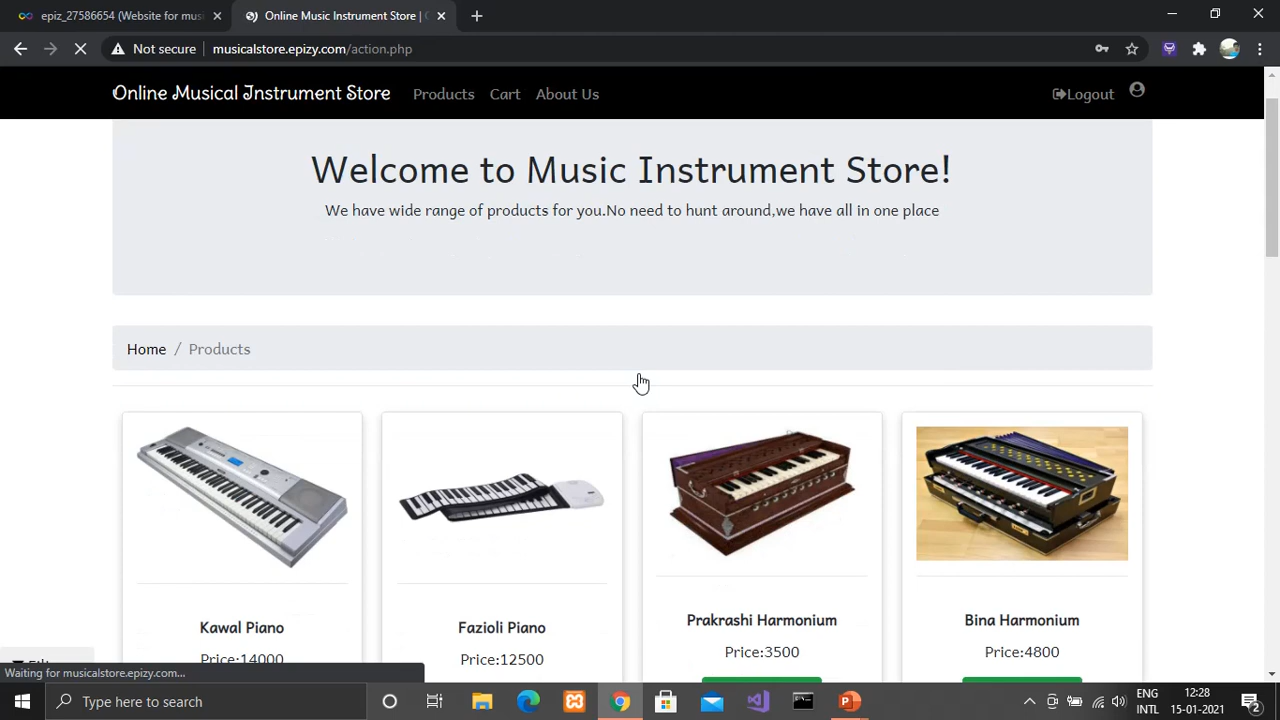 epiz_27586654 (Website for mus
Online Music Instrument Store |
Not secure
musicalstore.epizy.com/action.php
Online Musical Instrument Store
Products
Cart
About Us
Logout
Welcome to Music Instrument Store!
We have wide range of products for you.No need to hunt around,we have all in one place
Home / Products
Kawal Piano
Price:14000
Fazioli Piano
Price:12500
Prakrashi Harmonium
Price:3500
Bina Harmonium
Price:4800
Waiting for musicalstore.epizy.com...
Type here to search
ENG
INTL
12:28
15-01-2021
2